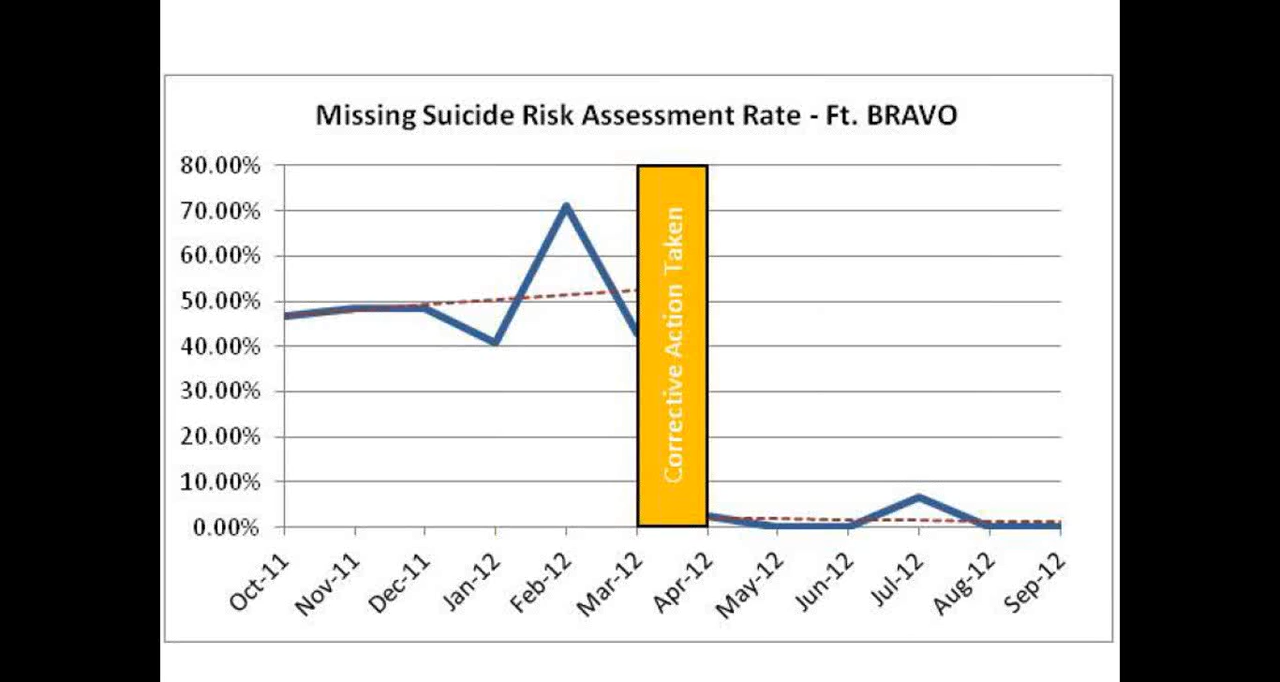 Missing Suicide Risk Assessment Rate - Ft. BRAVO
80.00%
70.00%
60.00%
50.00%
40.00%
30.00%
20.00%
10.00%
0.00%
Corrective Action Taken
Oct-11
Nov-11
Dec-11
Jan-12
Feb-12
Mar-12
Apr-12
May-12
Jun-12
Jul-12
Aug-12
Sep-12